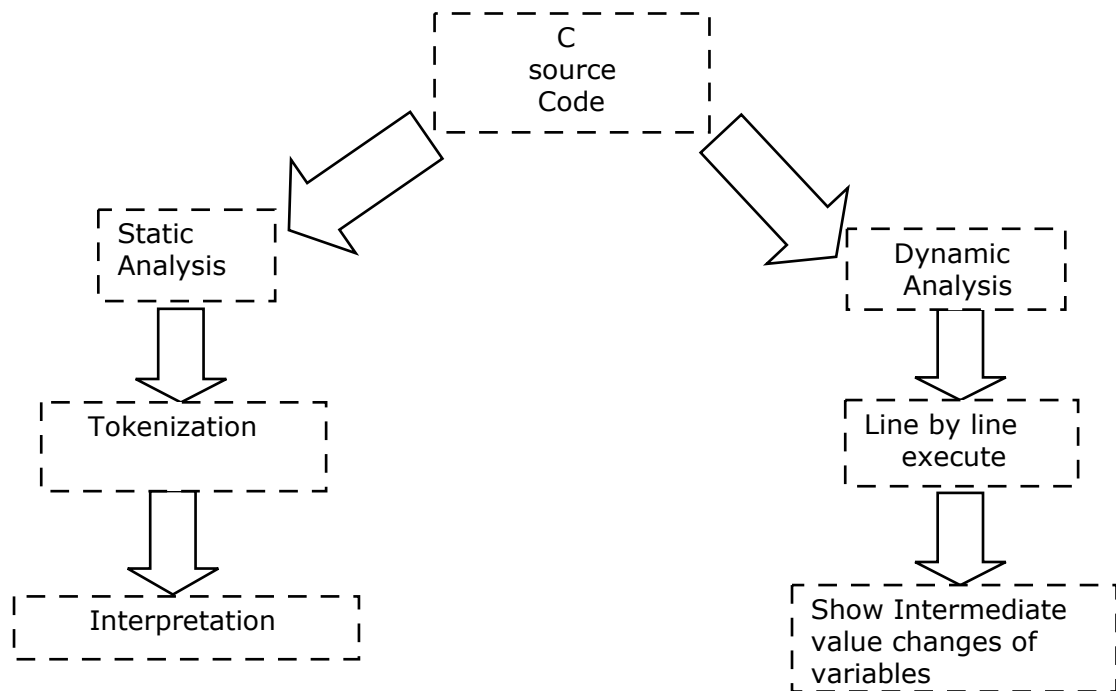 C
source
Code
Static
Analysis
Dynamic
Analysis
Tokenization
Line by line
execute
Interpretation
Show Intermediate
value changes of
variables